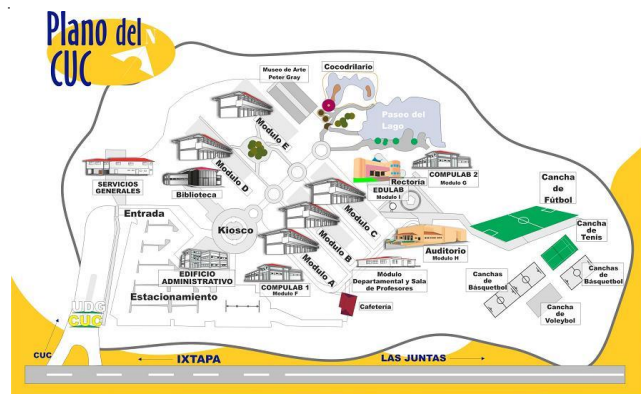 Plano del
CUC
Museo de Arte
Peter Gray
Cocodrilario
Paseo del
Lago
Modulo E
Modulo D
SERVICIOS
GENERALES
Biblioteca
Rectoría
EDULAB
Modulo I
COMPULAB 2
Modulo G
Cancha
de
Fútbol
Cancha
de
Tenis
Entrada
Kiosco
Modulo C
Modulo B
Modulo A
Auditorio
Modulo H
EDIFICIO
ADMINISTRATIVO
COMPULAB 1
Modulo F
Módulo
Departamental y Sala
de Profesores
Canchas de
Básquetbol
Canchas de
Básquetbol
Cancha de
Voleybol
Estacionamiento
Cafetería
UDG
CUC
CUC
IXTAPA
LAS JUNTAS